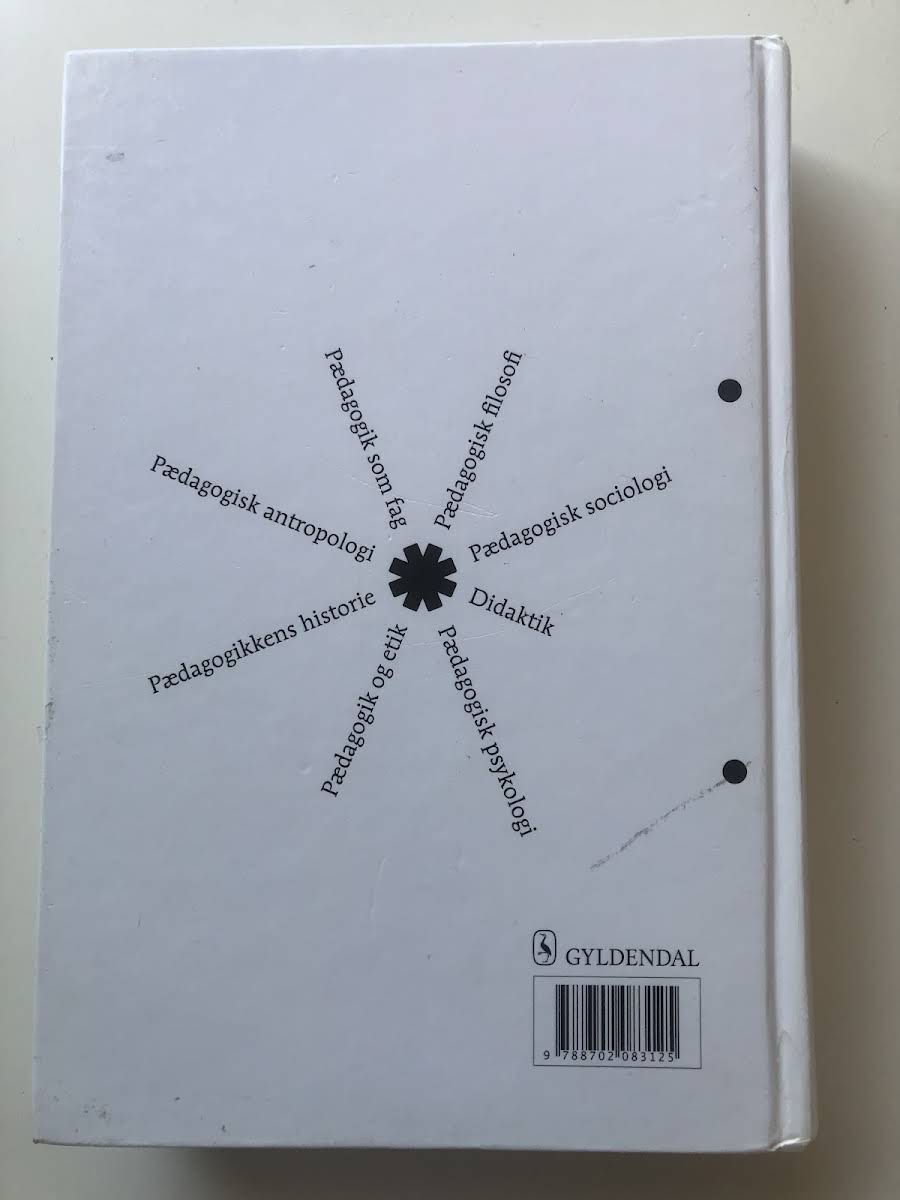 Pædagogik som fag
Pædagogisk filosofi
Pædagogisk sociologi
Didaktik
Pædagogisk psykologi
Pædagogik og etik
Pædagogikkens historie
Pædagogisk antropologi
GYLDENDAL
9 788702 083125